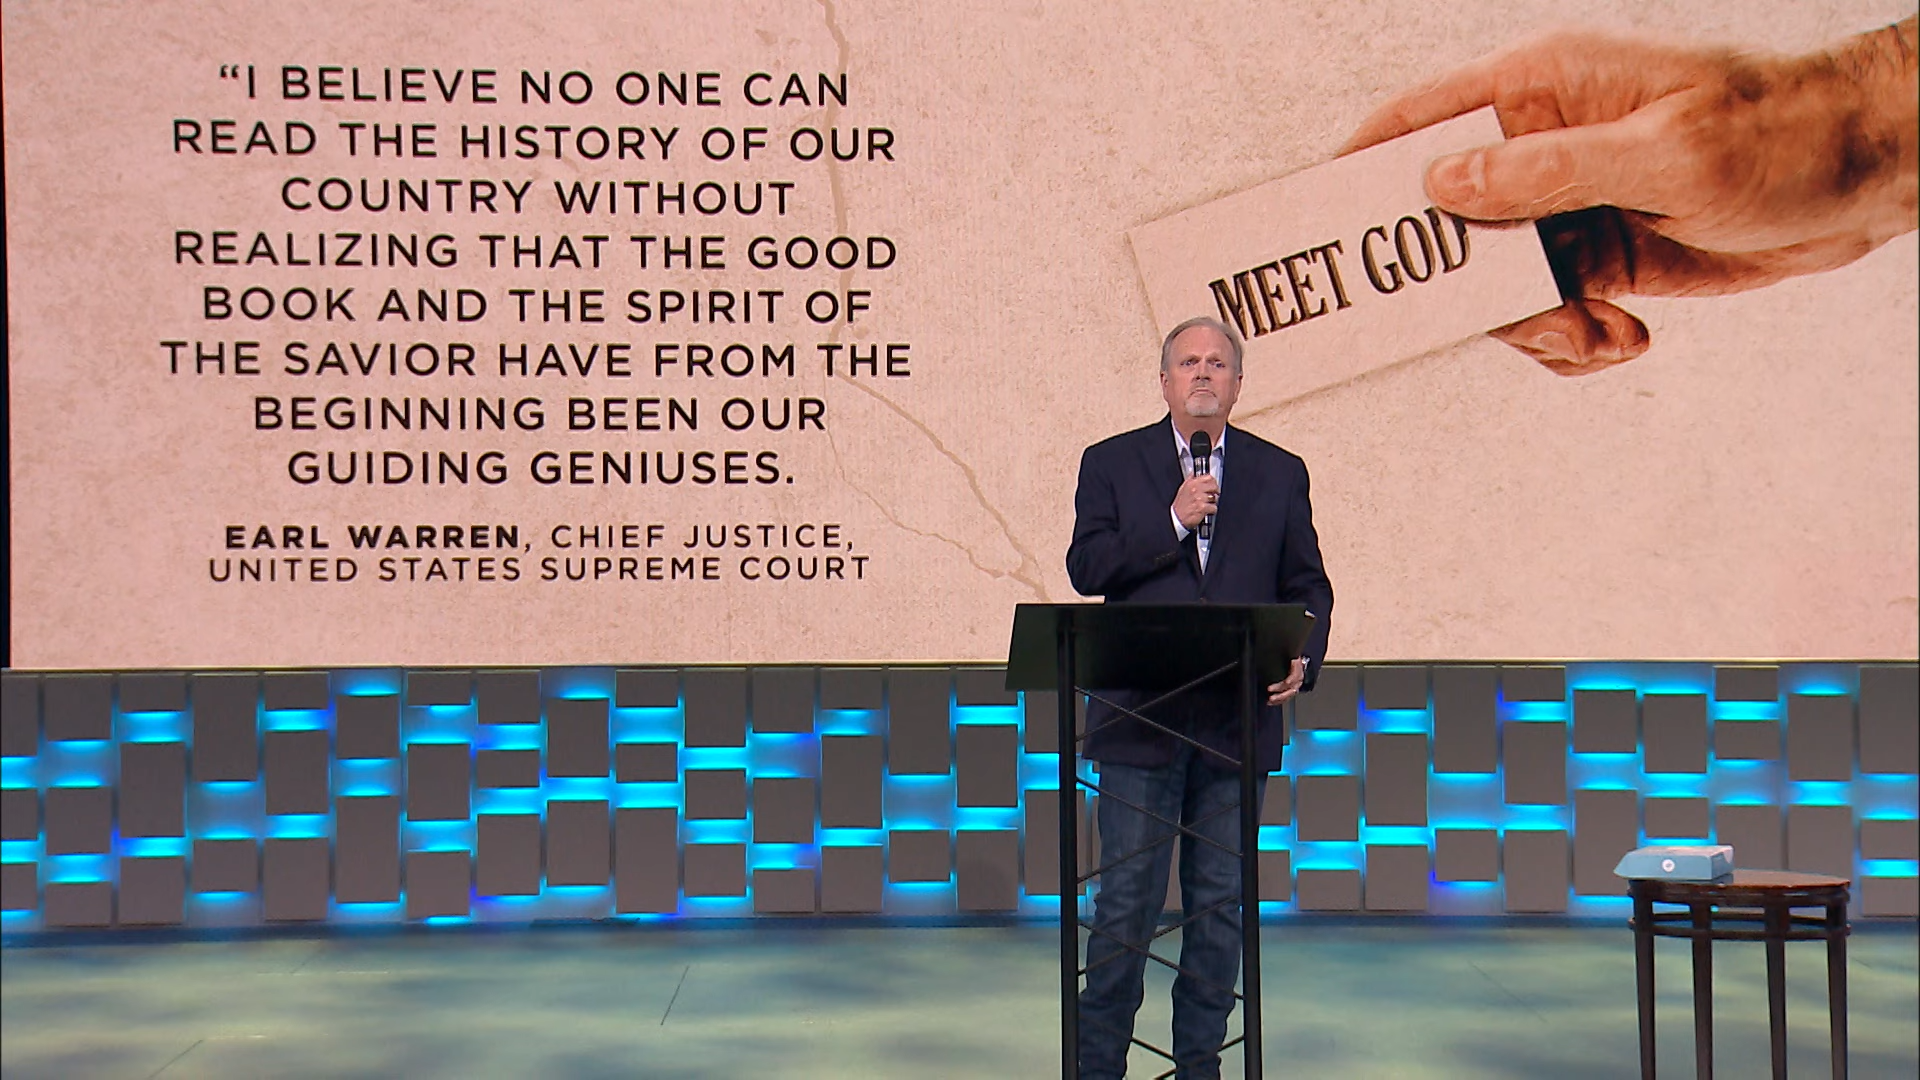 “I BELIEVE NO ONE CAN
READ THE HISTORY OF OUR
COUNTRY WITHOUT
REALIZING THAT THE GOOD
BOOK AND THE SPIRIT OF
THE SAVIOR HAVE FROM THE
BEGINNING BEEN OUR
GUIDING GENIUSES.
EARL WARREN, CHIEF JUSTICE,
UNITED STATES SUPREME COURT
MEET GOD